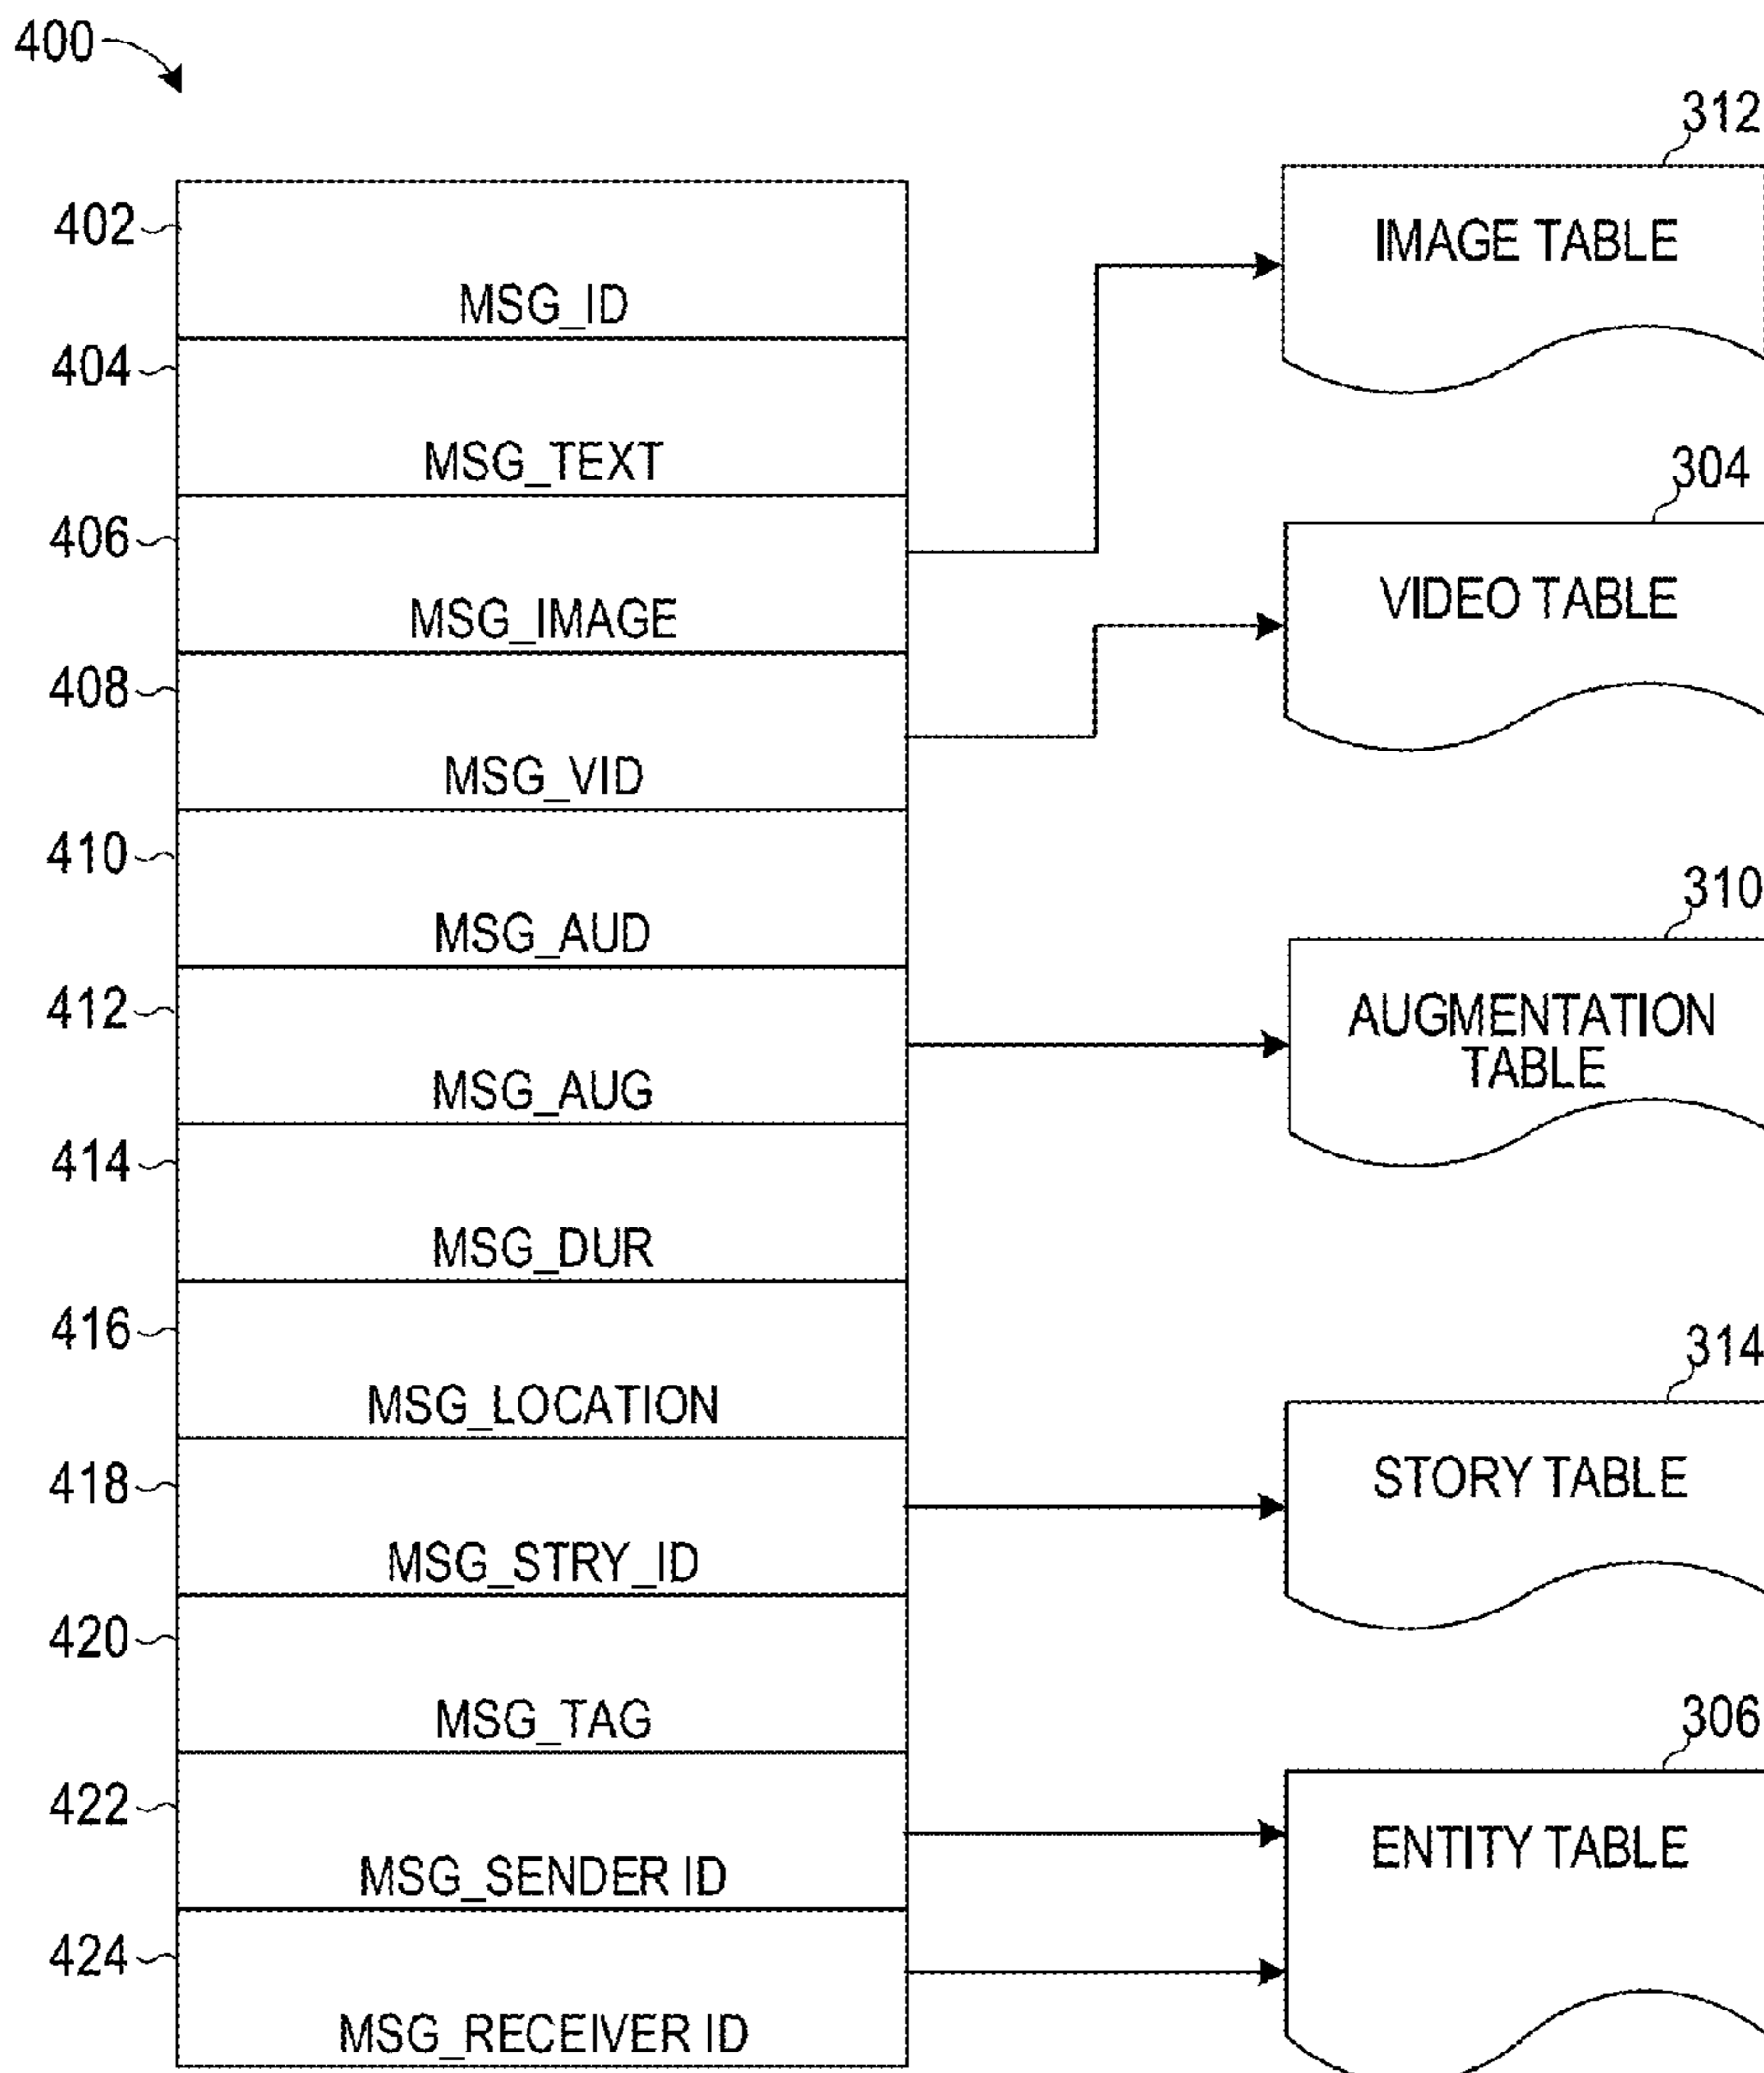 400
402
MSG_ID
404
MSG_TEXT
406
MSG_IMAGE
408
MSG_VID
410
MSG_AUD
412
MSG_AUG
414
MSG_DUR
416
MSG_LOCATION
418
MSG_STRY_ID
420
MSG_TAG
422
MSG_SENDER ID
424
MSG_RECEIVER ID
312
IMAGE TABLE
304
VIDEO TABLE
310
AUGMENTATION
TABLE
314
STORY TABLE
306
ENTITY TABLE